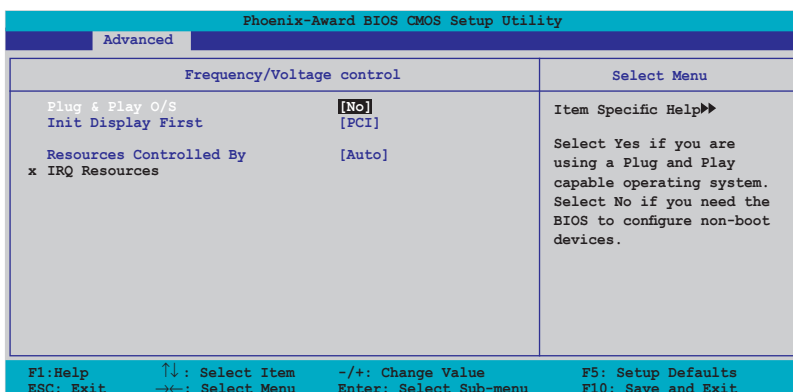 Phoenix-Award BIOS CMOS Setup Utility
Advanced
Frequency/Voltage control
Select Menu
Plug & Play O/S [No]
Init Display First [PCI]
Resources Controlled By [Auto]
x IRQ Resources
Item Specific Help▶▶
Select Yes if you are
using a Plug and Play
capable operating system.
Select No if you need the
BIOS to configure non-boot
devices.
F1:Help ↑↓: Select Item -/+: Change Value F5: Setup Defaults
ESC: Exit →←: Select Menu Enter: Select Sub-menu F10: Save and Exit